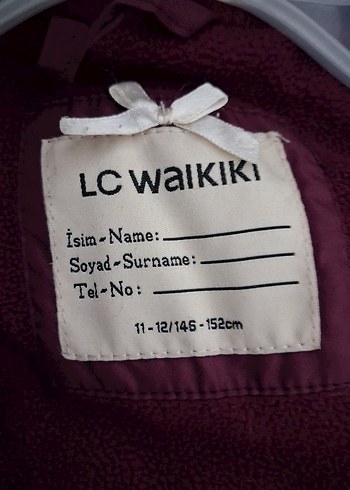 LC WaiKiKi
İsim-Name:
Soyad-Surname:
Tel-No:
11-12/146-152cm